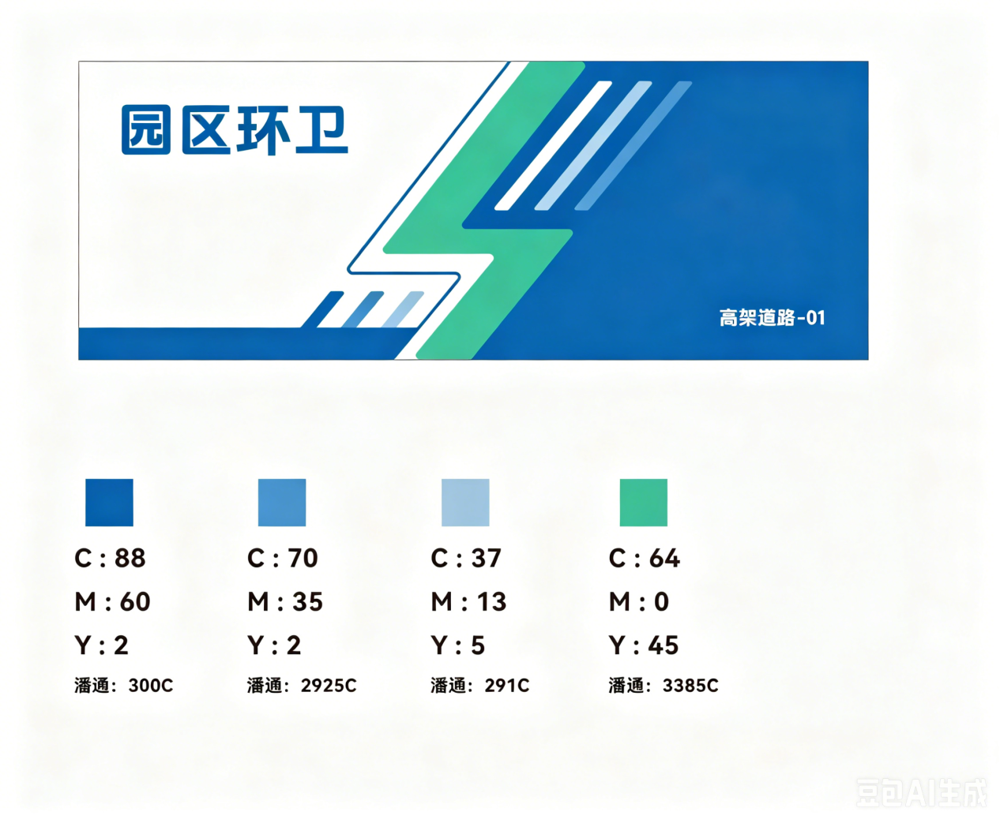 园区环卫
高架道路-01
C：88
M：60
Y：2
潘通：300C
C：70
M：35
Y：2
潘通：2925C
C：37
M：13
Y：5
潘通：291C
C：64
M：0
Y：45
潘通：3385C
豆包AI生成